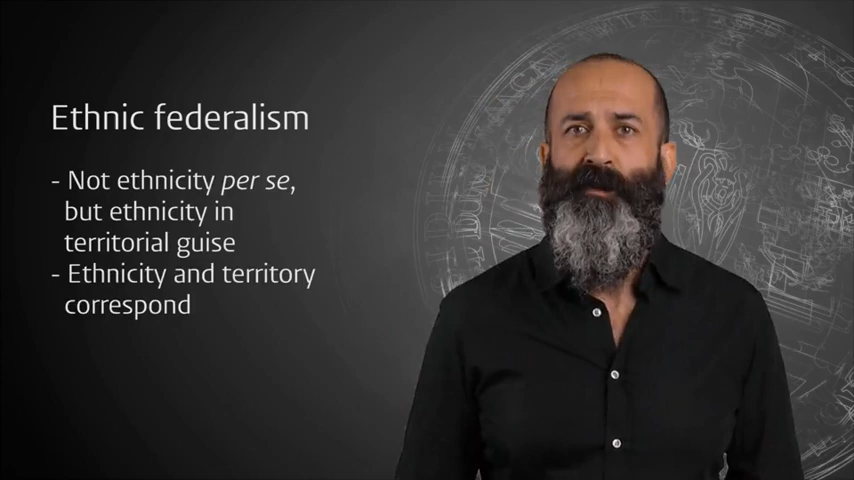 Ethnic federalism
- Not ethnicity per se,
but ethnicity in
territorial guise
- Ethnicity and territory
correspond